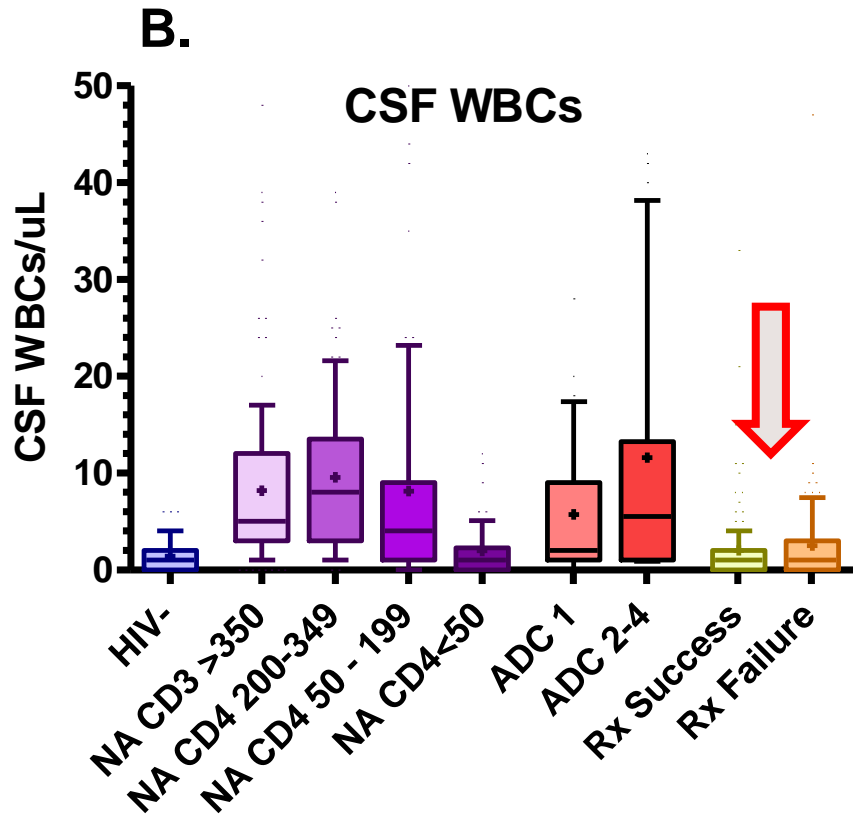 B.
CSF WBCs
CSF WBCs/uL
50
40
30
20
10
0
HIV-
NA CD3 >350
NA CD4 200-349
NA CD4 50 - 199
NA CD4<50
ADC 1
ADC 2-4
Rx Success
Rx Failure